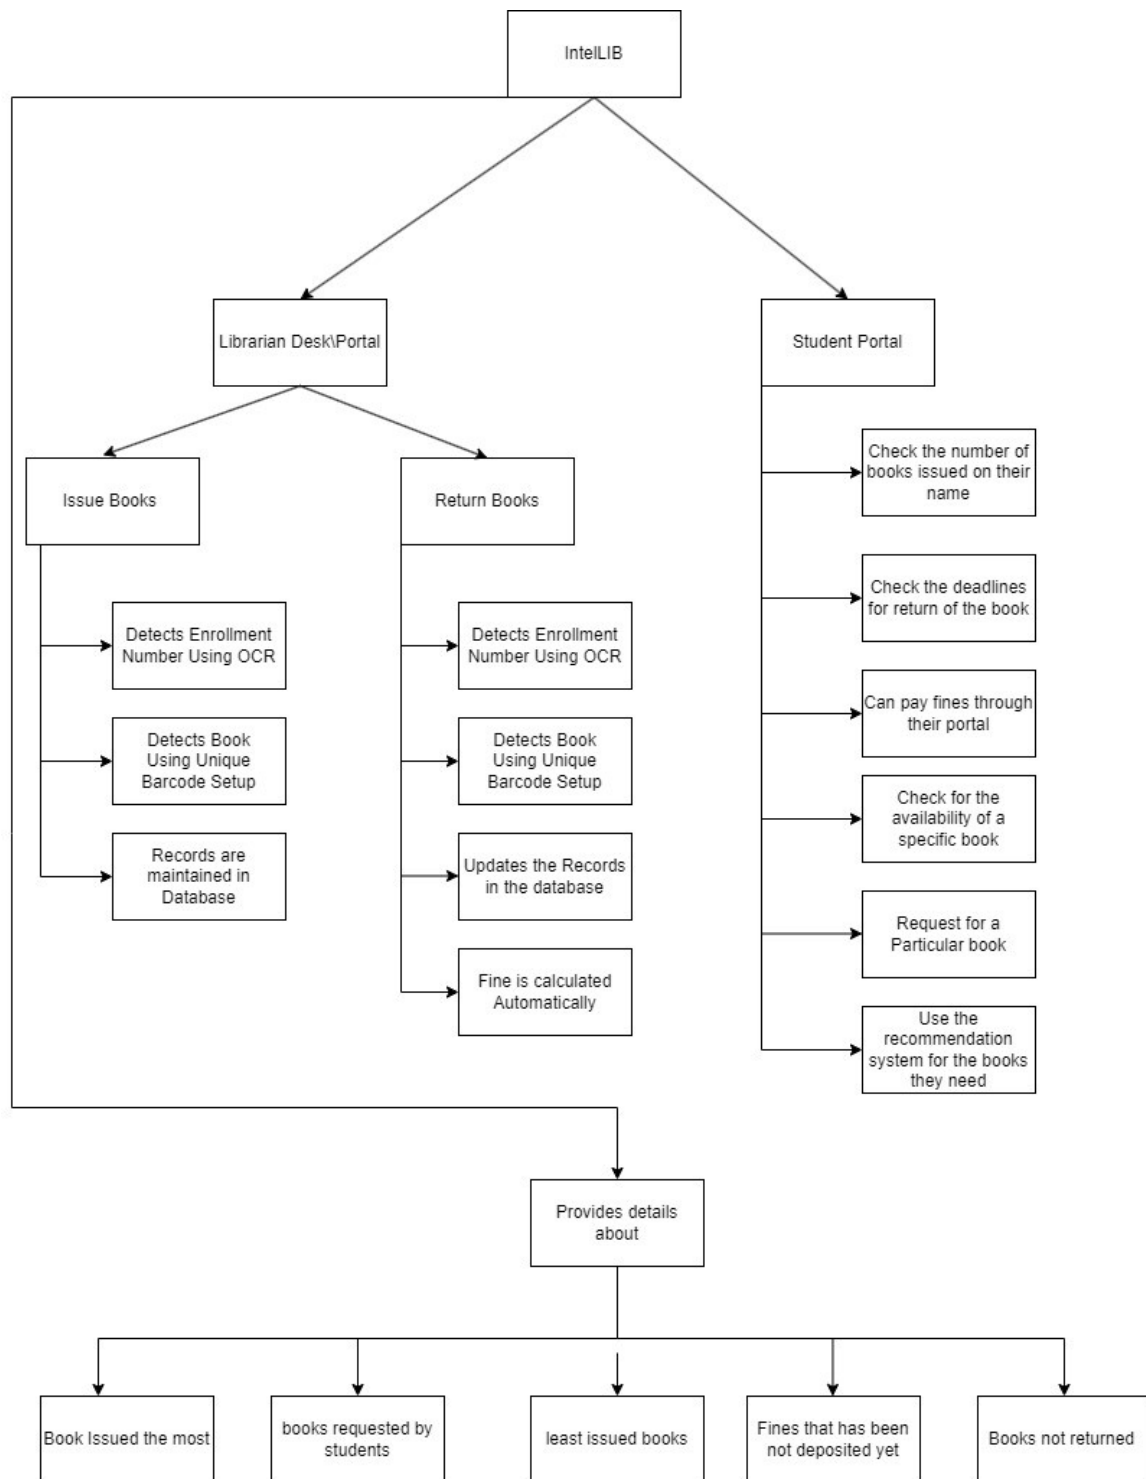 IntelLIB
Librarian Desk\Portal
Student Portal
Issue Books
Return Books
Detects Enrollment
Number Using OCR
Detects Book
Using Unique
Barcode Setup
Records are
maintained in
Database
Detects Enrollment
Number Using OCR
Detects Book
Using Unique
Barcode Setup
Updates the Records
in the database
Fine is calculated
Automatically
Check the number of
books issued on their
name
Check the deadlines
for return of the book
Can pay fines through
their portal
Check for the
availability of a
specific book
Request for a
Particular book
Use the
recommendation
system for the books
they need
Provides details
about
Book Issued the most
books requested by
students
least issued books
Fines that has been
not deposited yet
Books not returned